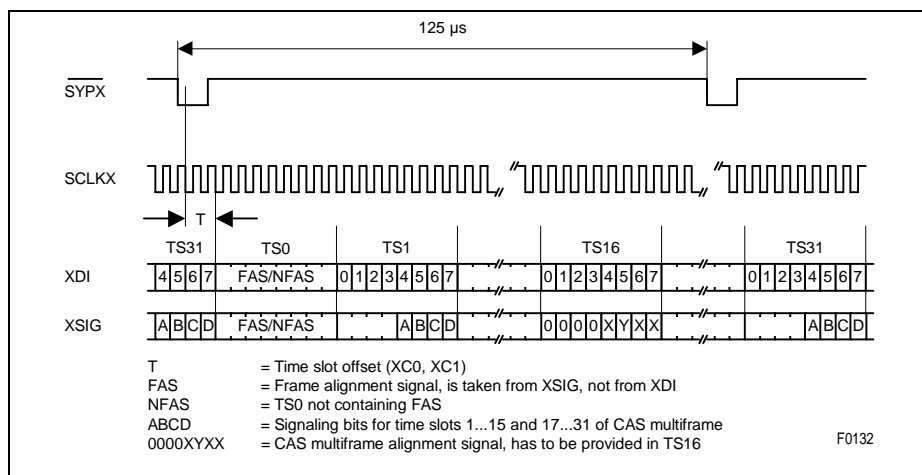 125 µs
SYPX
SCLKX
T
TS31 TS0 TS1 TS16 TS31
XDI 4 5 6 7 FAS/NFAS 0 1 2 3 4 5 6 7 0 1 2 3 4 5 6 7 0 1 2 3 4 5 6 7
XSIG A B C D FAS/NFAS A B C D 0 0 0 0 X Y X X A B C D
T = Time slot offset (XC0, XC1)
FAS = Frame alignment signal, is taken from XSIG, not from XDI
NFAS = TS0 not containing FAS
ABCD = Signaling bits for time slots 1...15 and 17...31 of CAS multiframe
0000XYXX = CAS multiframe alignment signal, has to be provided in TS16
F0132